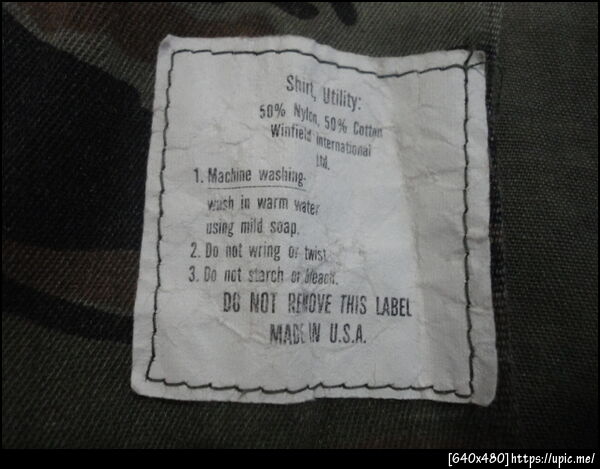 Shirt, Utility:
50% Nylon, 50% Cotton
Winfield International
Ltd.
1. Machine washing.
wash in warm water
using mild soap.
2. Do not wring or twist
3. Do not starch or bleach.
DO NOT REMOVE THIS LABEL
MADE IN U.S.A.
[640x480]https://upic.me/